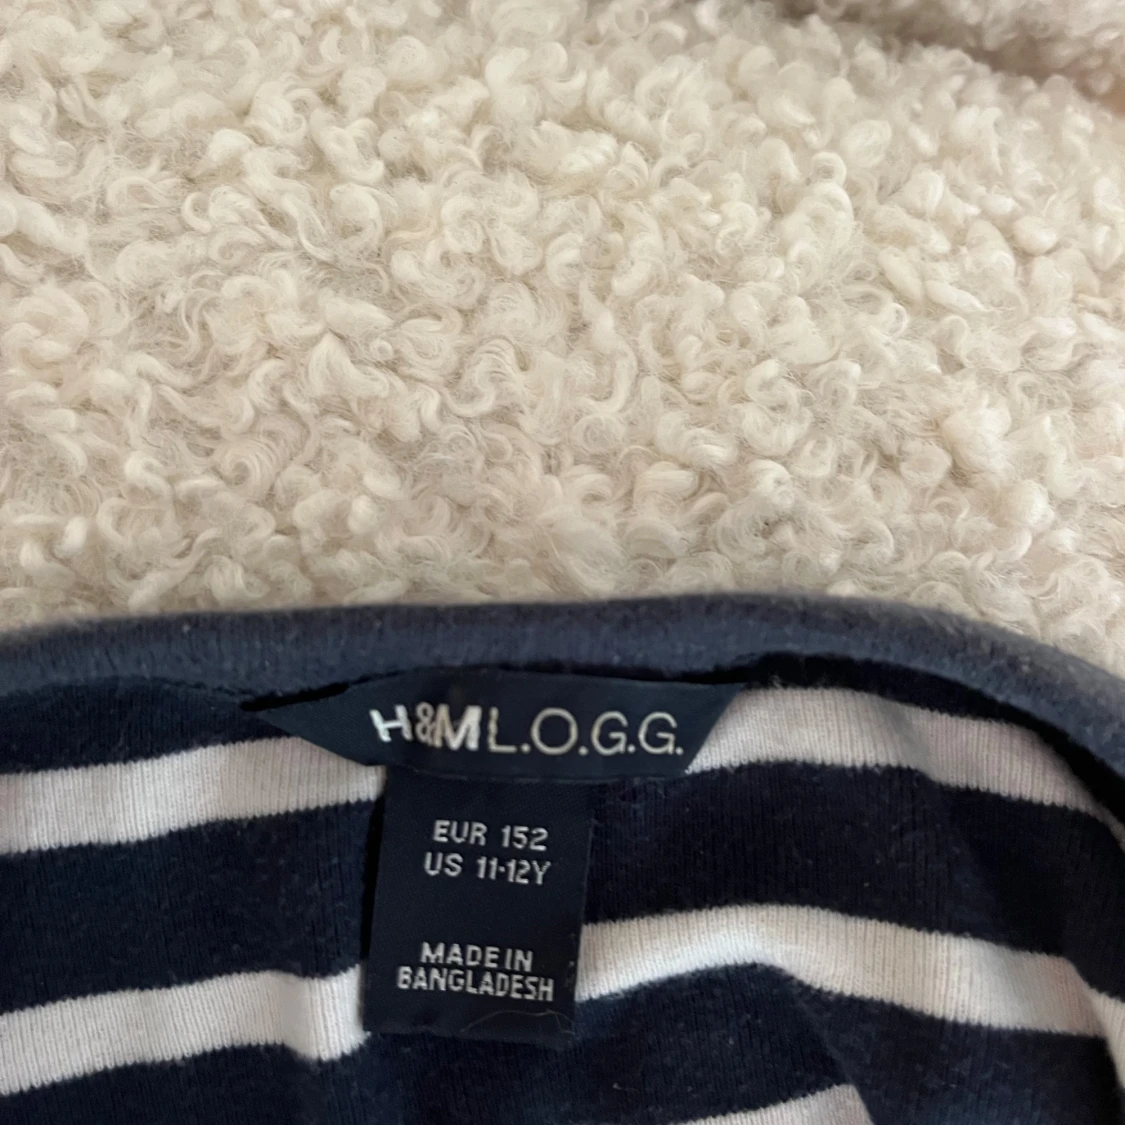 H&M L.O.G.G.
EUR 152
US 11-12Y
MADE IN
BANGLADESH